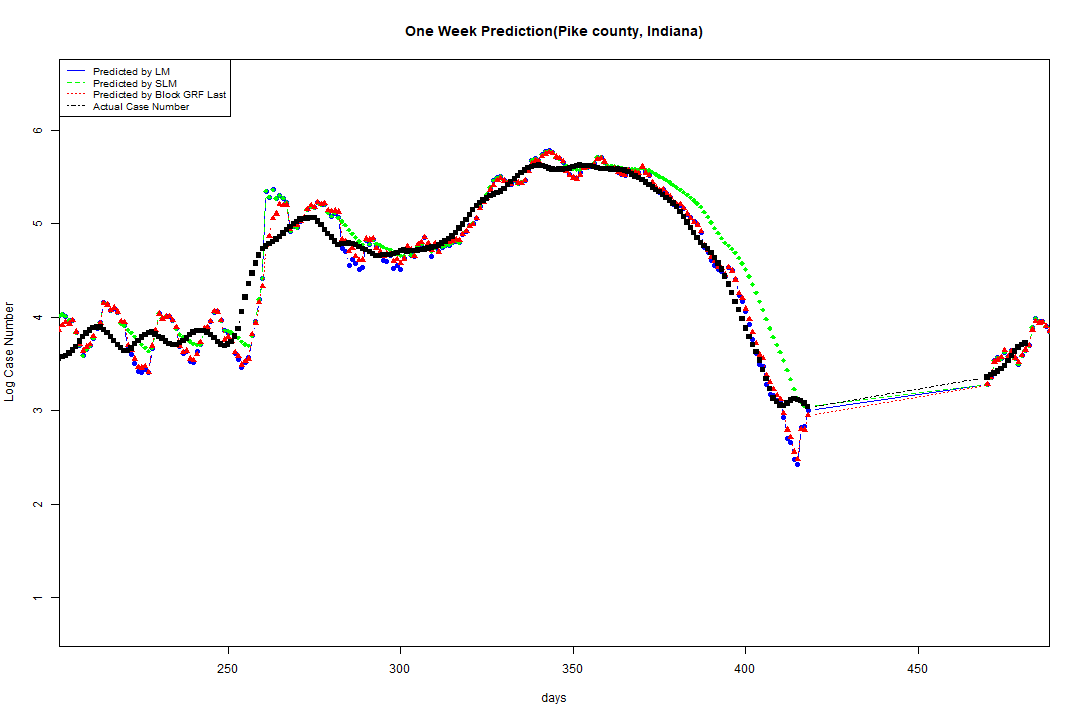 One Week Prediction(Pike county, Indiana)
Predicted by LM
Predicted by SLM
Predicted by Block GRF Last
Actual Case Number
6
5
4
3
2
1
Log Case Number
250 300 350 400 450
days